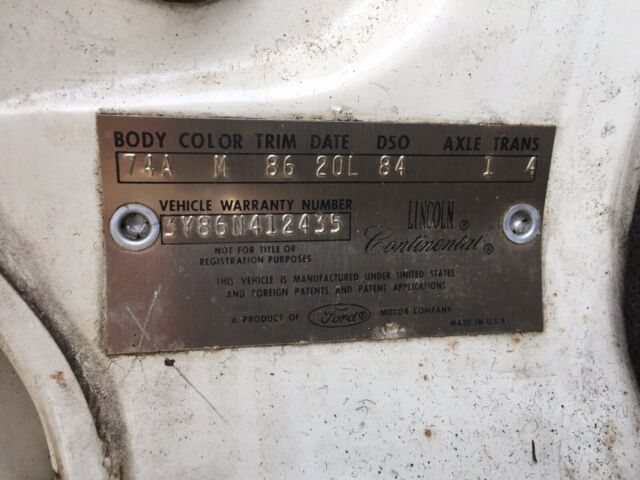 BODY COLOR TRIM DATE DSO AXLE TRANS
74A M 86 20L 84 1 4
VEHICLE WARRANTY NUMBER
3Y86N412435
LINCOLN
Continental®
NOT FOR TITLE OR
REGISTRATION PURPOSES
THIS VEHICLE IS MANUFACTURED UNDER UNITED STATES
AND FOREIGN PATENTS AND PATENT APPLICATIONS
A PRODUCT OF Ford® MOTOR COMPANY
MADE IN U.S.A.